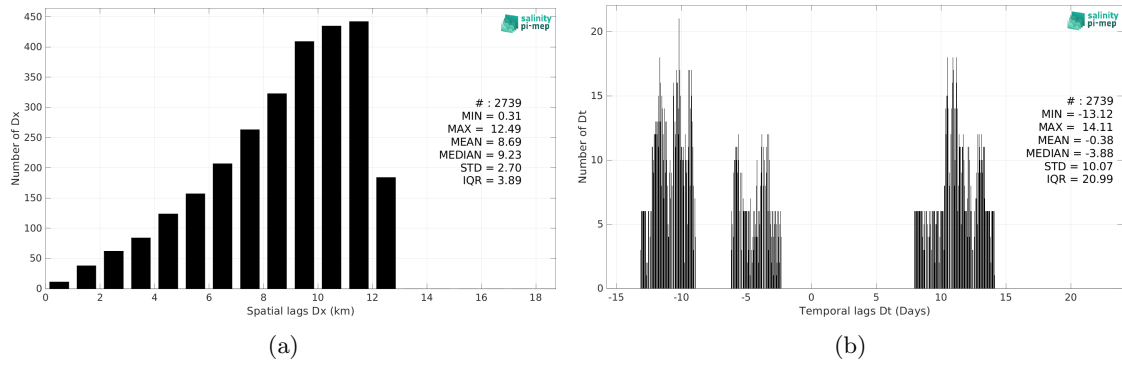 450
400
350
300
250
200
150
100
50
0
Number of Dx
0 2 4 6 8 10 12 14 16 18
Spatial lags Dx (km)
salinity
pi-mep
# : 2739
MIN = 0.31
MAX = 12.49
MEAN = 8.69
MEDIAN = 9.23
STD = 2.70
IQR = 3.89
(a)
20
15
10
5
0
Number of Dt
-15 -10 -5 0 5 10 15 20
Temporal lags Dt (Days)
salinity
pi-mep
# : 2739
MIN = -13.12
MAX = 14.11
MEAN = -0.38
MEDIAN = -3.88
STD = 10.07
IQR = 20.99
(b)